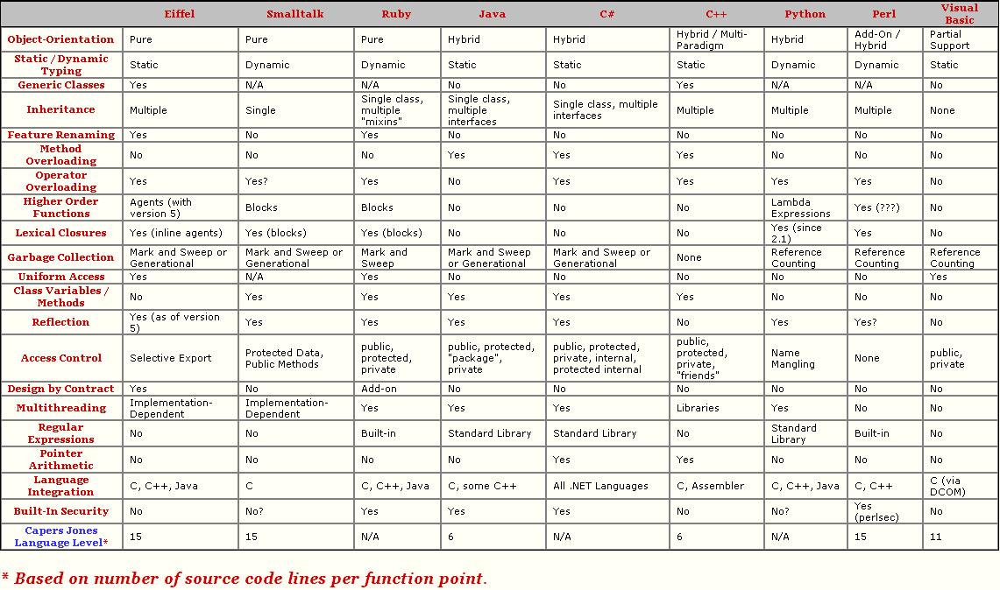 Eiffel Smalltalk Ruby Java C# C++ Python Perl Visual Basic
Object-Orientation Pure Pure Pure Hybrid Hybrid Hybrid / Multi-Paradigm Hybrid Add-On / Hybrid Partial Support
Static / Dynamic Typing Static Dynamic Dynamic Static Static Static Dynamic Dynamic Static
Generic Classes Yes N/A N/A No No Yes N/A N/A No
Inheritance Multiple Single Single class, multiple "mixins" Single class, multiple interfaces Single class, multiple interfaces Multiple Multiple Multiple None
Feature Renaming Yes No Yes No No No No No No
Method Overloading No No No Yes Yes Yes No No No
Operator Overloading Yes Yes? Yes No Yes Yes Yes Yes No
Higher Order Functions Agents (with version 5) Blocks Blocks No No No Lambda Expressions Yes (???) No
Lexical Closures Yes (inline agents) Yes (blocks) Yes (blocks) No No No Yes (since 2.1) Yes No
Garbage Collection Mark and Sweep or Generational Mark and Sweep or Generational Mark and Sweep Mark and Sweep or Generational Mark and Sweep or Generational None Reference Counting Reference Counting Reference Counting
Uniform Access Yes N/A Yes No No No No No Yes
Class Variables / Methods No Yes Yes Yes Yes Yes No No No
Reflection Yes (as of version 5) Yes Yes Yes Yes No Yes Yes? No
Access Control Selective Export Protected Data, Public Methods public, protected, private public, protected, "package", private public, protected, private, internal, protected internal public, protected, private, "friends" Name Mangling None public, private
Design by Contract Yes No Add-on No No No No No No
Multithreading Implementation-Dependent Implementation-Dependent Yes Yes Yes Libraries Yes No No
Regular Expressions No No Built-in Standard Library Standard Library No Standard Library Built-in No
Pointer Arithmetic No No No No Yes Yes No No No
Language Integration C, C++, Java C C, C++, Java C, some C++ All .NET Languages C, Assembler C, C++, Java C, C++ C (via DCOM)
Built-In Security No No? Yes Yes Yes No No? Yes (perlsec) No
Capers Jones Language Level* 15 15 N/A 6 N/A 6 N/A 15 11
* Based on number of source code lines per function point.